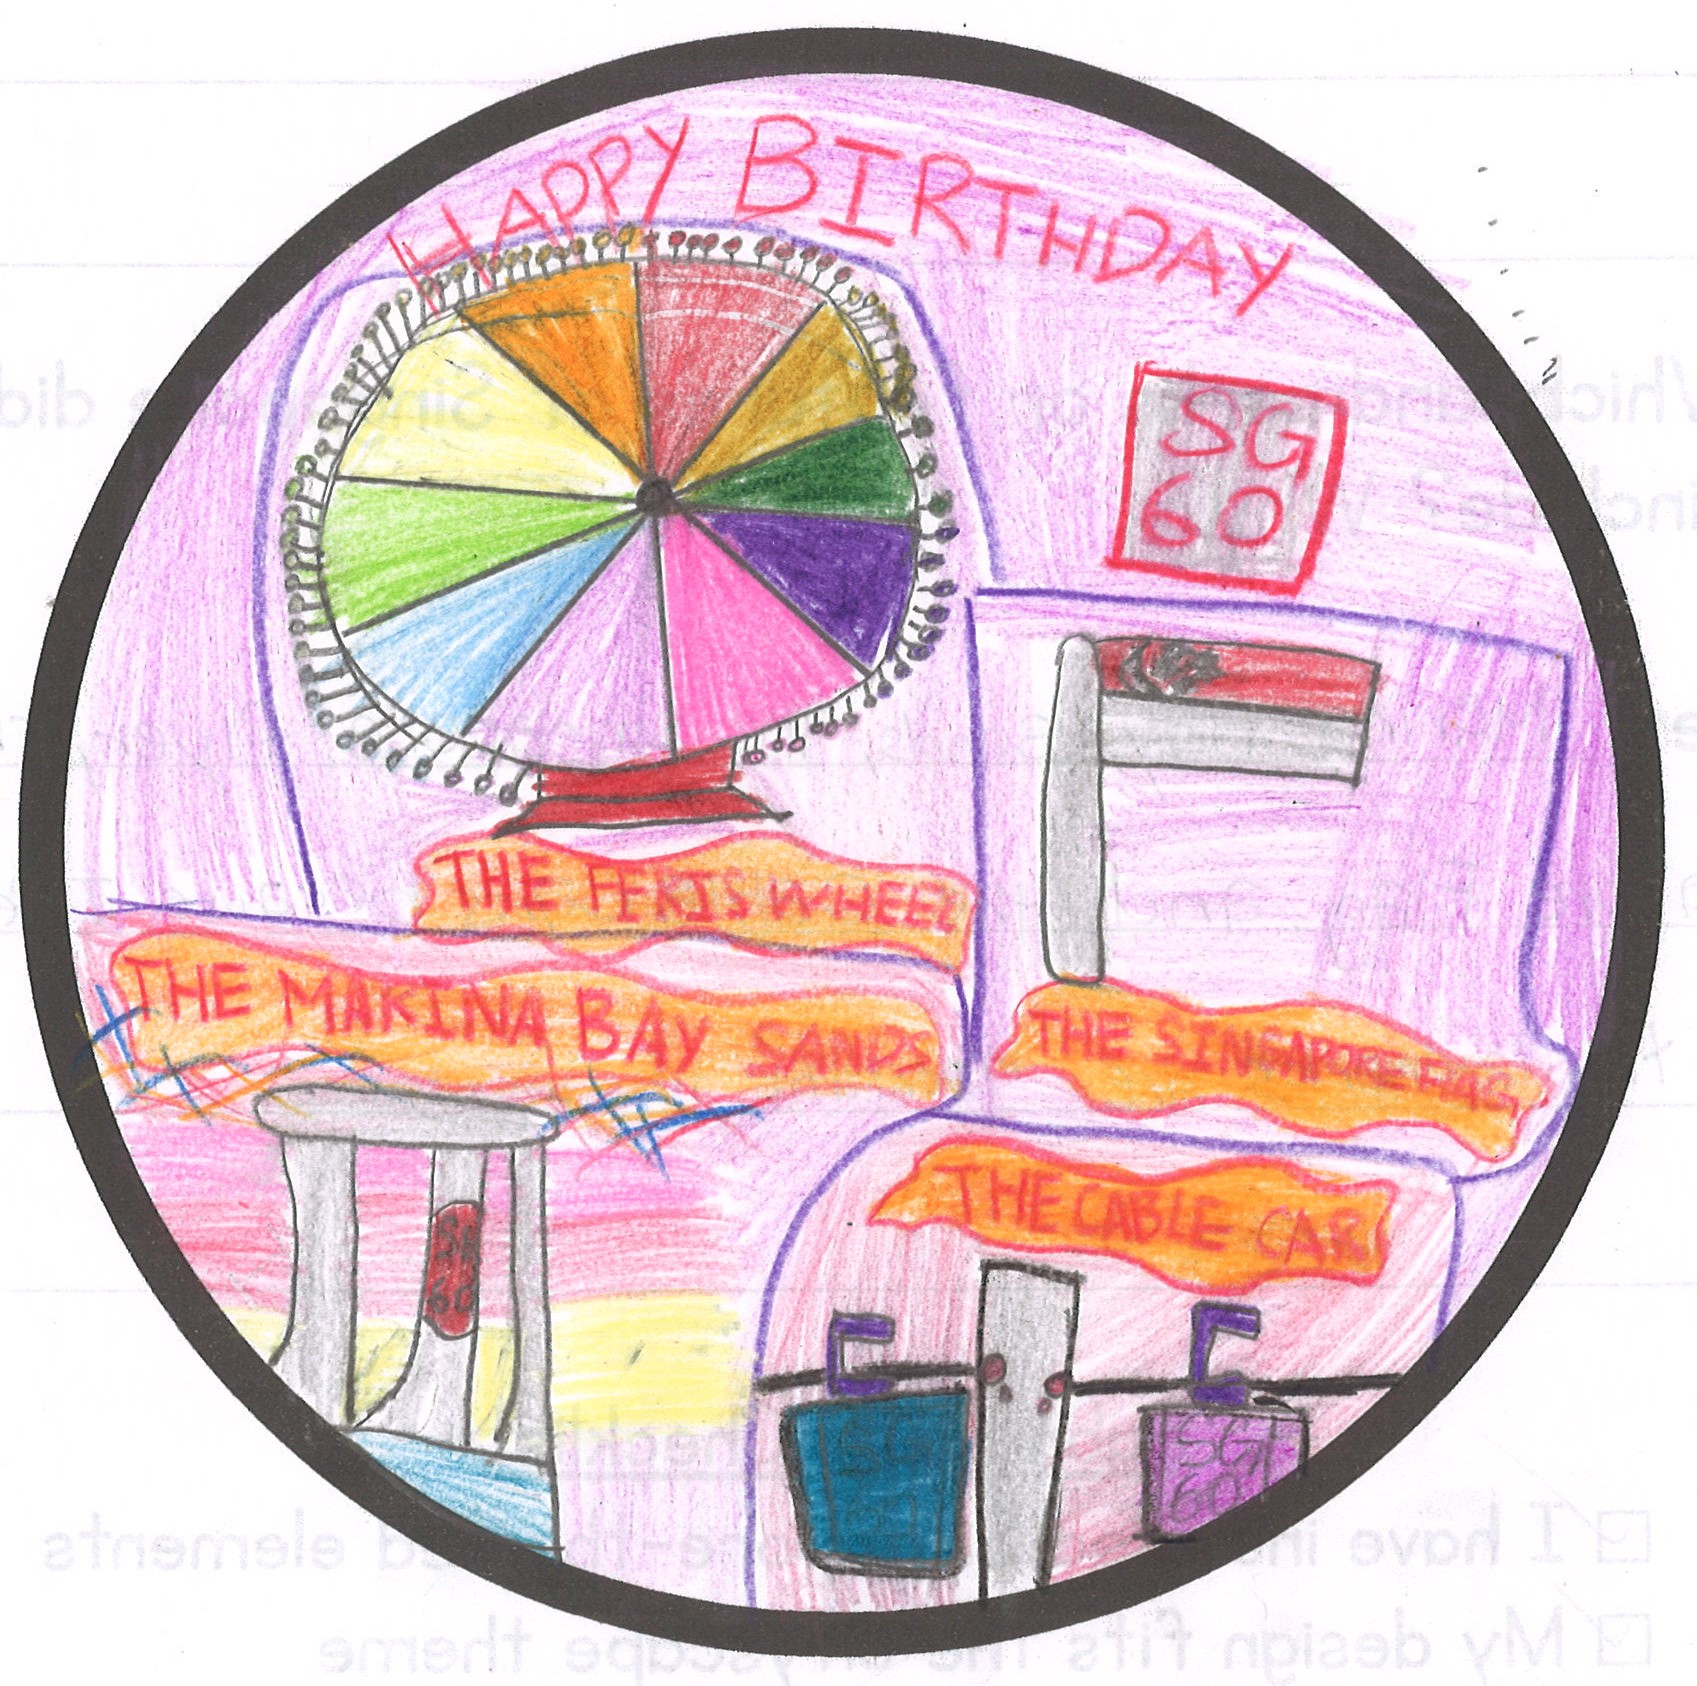 HAPPY BIRTHDAY
SG
60
THE FERIS WHEEL
THE MARINA BAY SANDS
THE SINGAPORE FLAG
THE CABLE CAR
SG
60
SG
SG
60